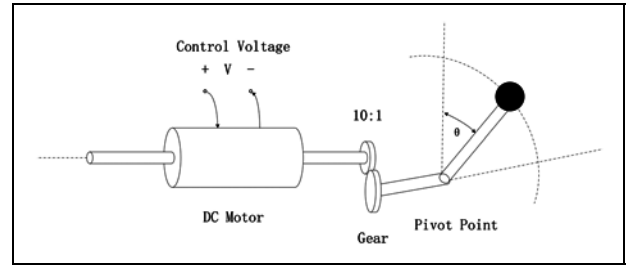 Control Voltage
+ V -
10:1
θ
DC Motor
Gear
Pivot Point